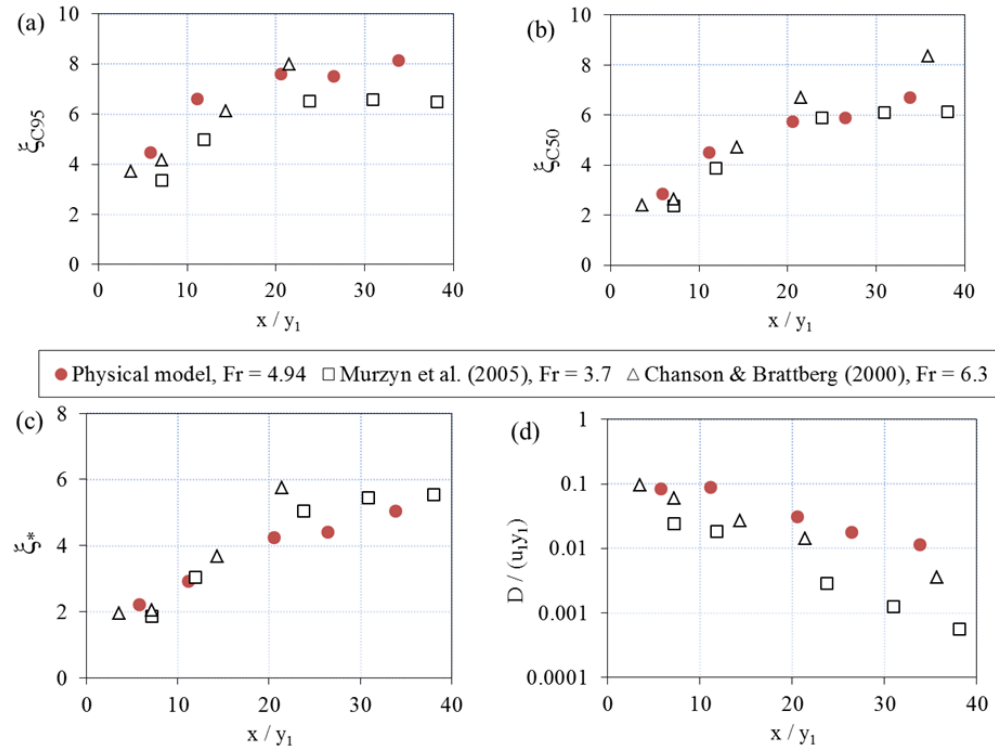 (a)
10
8
6
4
2
0
ξC95
0 10 20 30 40
x / y1
(b)
10
8
6
4
2
0
ξC50
0 10 20 30 40
x / y1
Physical model, Fr = 4.94 Murzyn et al. (2005), Fr = 3.7 Chanson & Brattberg (2000), Fr = 6.3
(c)
8
6
4
2
0
ξ*
0 10 20 30 40
x / y1
(d)
1
0.1
0.01
0.001
0.0001
D / (u1y1)
0 10 20 30 40
x / y1